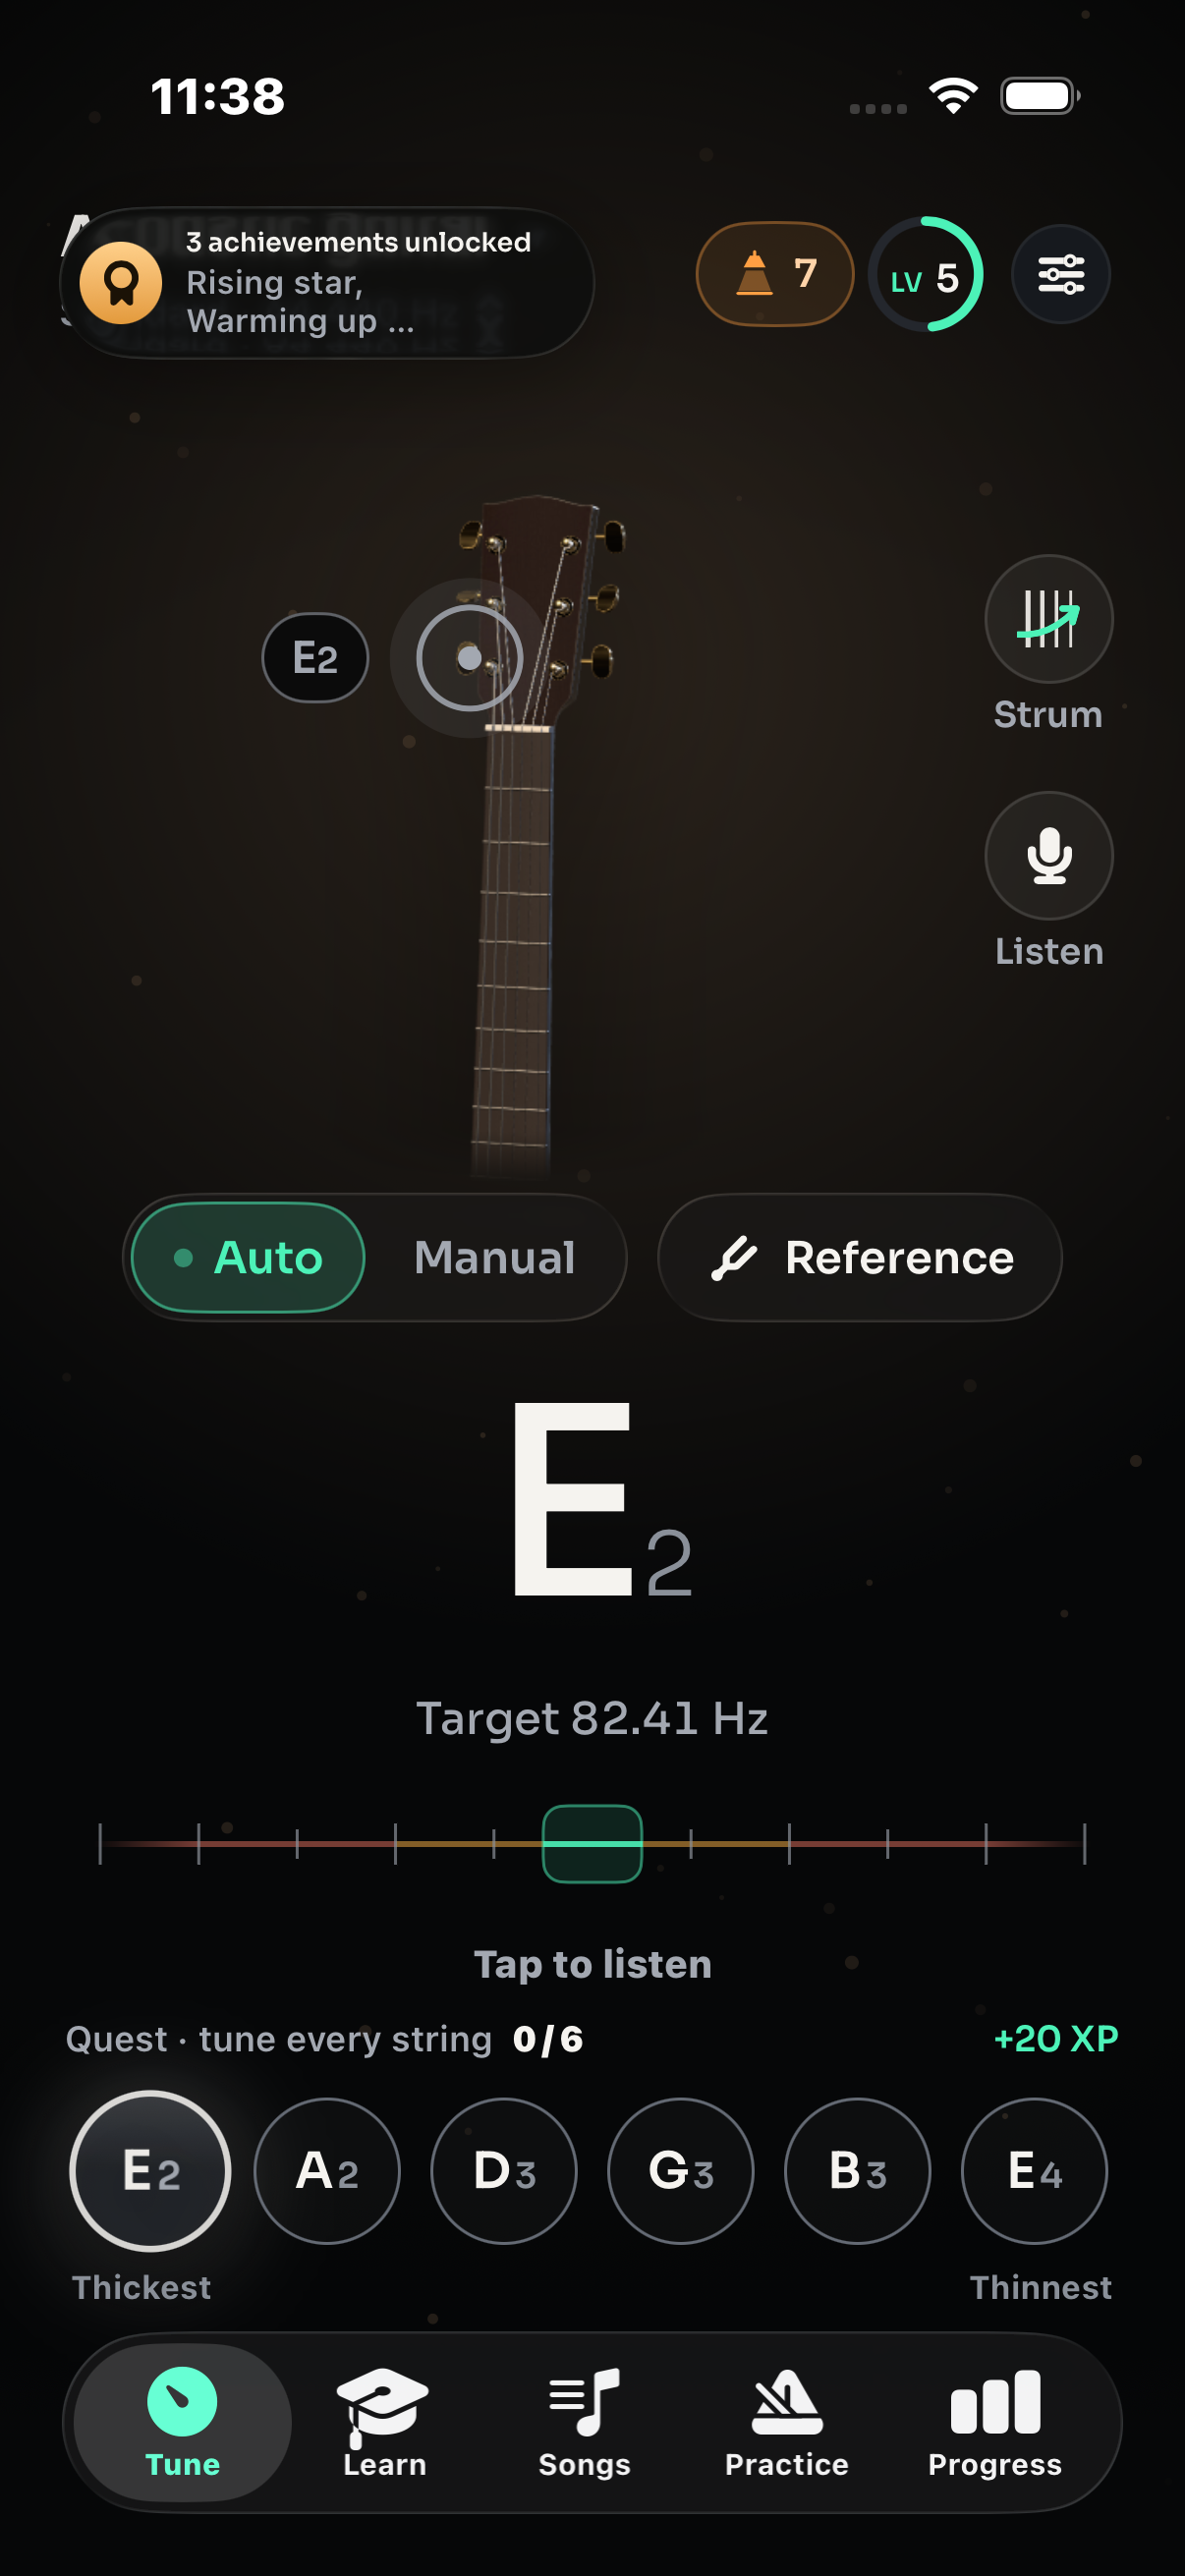 11:38
3 achievements unlocked
Rising star,
Warming up ...
7
LV 5
E2
Strum
Listen
Auto
Manual
Reference
E2
Target 82.41 Hz
Tap to listen
Quest · tune every string 0/6
+20 XP
E2
A2
D3
G3
B3
E4
Thickest
Thinnest
Tune
Learn
Songs
Practice
Progress